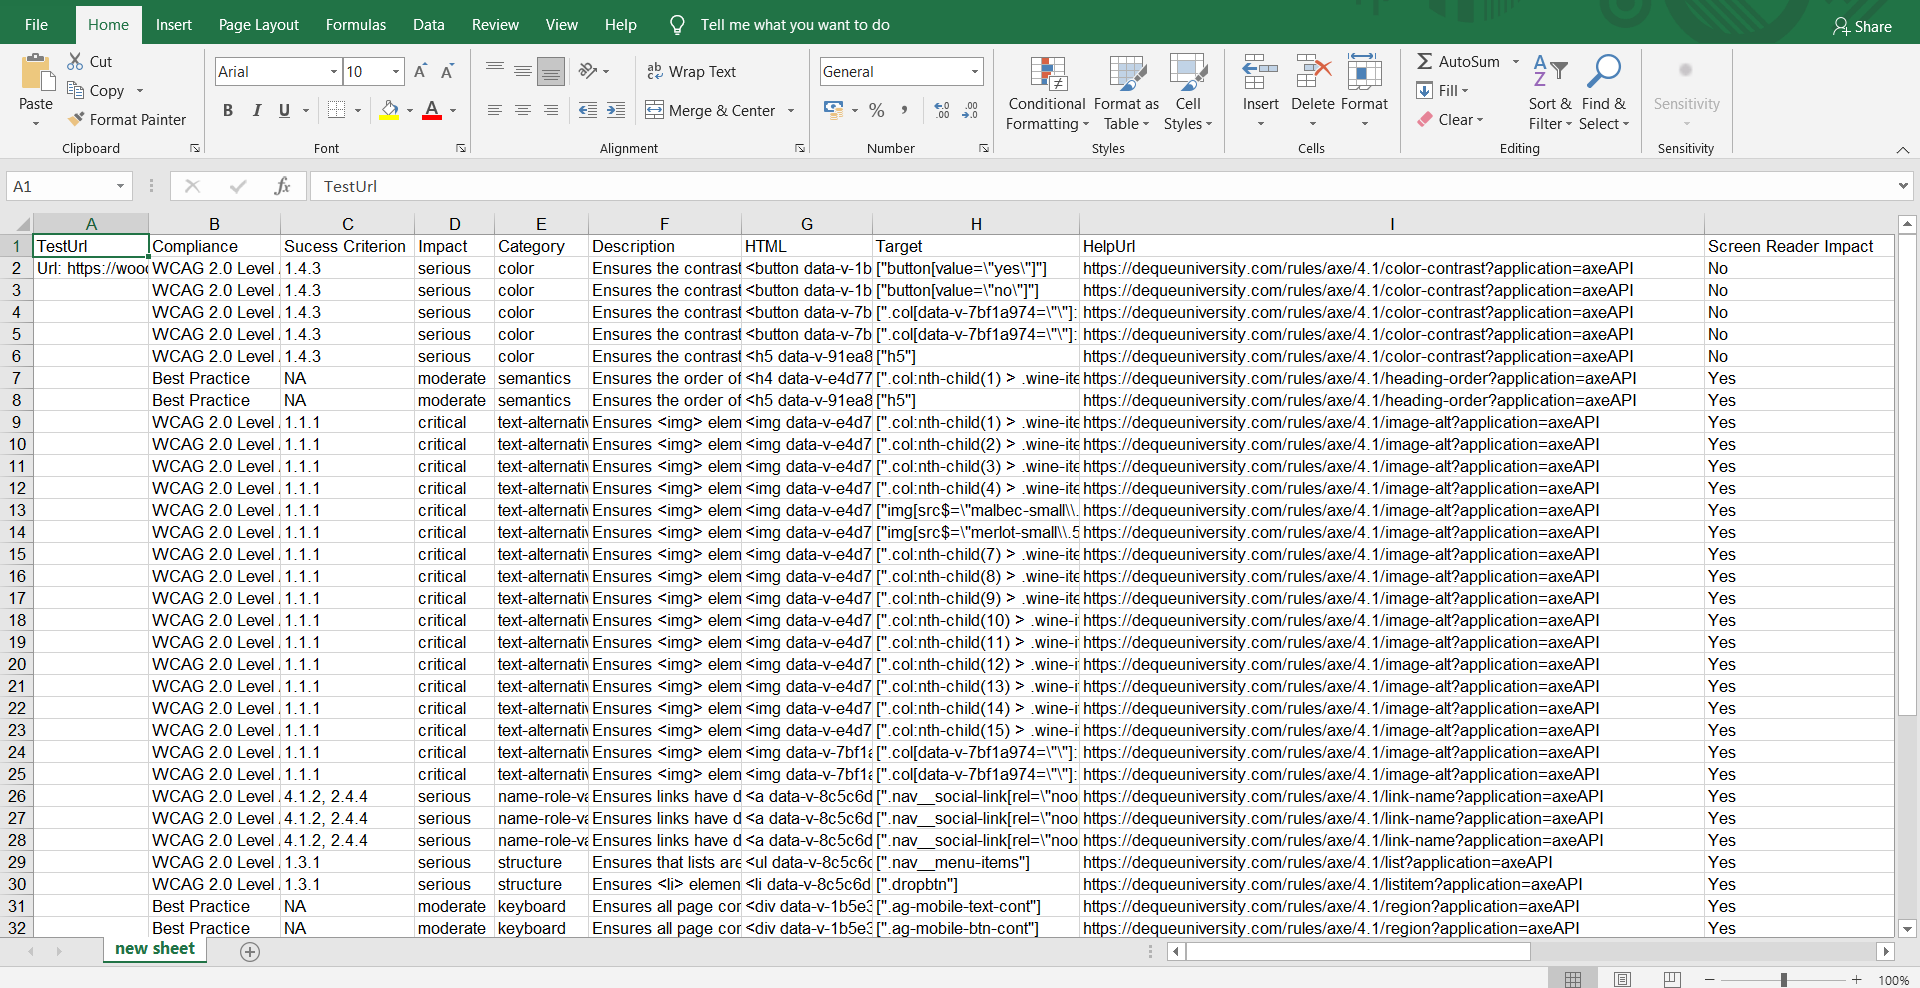 File Home Insert Page Layout Formulas Data Review View Help Tell me what you want to do Share
Paste Cut Copy Format Painter Clipboard
Arial 10 A A B I U A Font
ab Wrap Text Merge & Center Alignment
General % , .00 Number
Conditional Formatting Format as Table Cell Styles Styles
Insert Delete Format Cells
AutoSum Fill Clear Sort & Filter Find & Select Editing
Sensitivity Sensitivity
A1 fx TestUrl
A B C D E F G H I
1 TestUrl Compliance Sucess Criterion Impact Category Description HTML Target HelpUrl Screen Reader Impact
2 Url: https://wood WCAG 2.0 Level 1.4.3 serious color Ensures the contrast <button data-v-1b ["button[value=\"yes\"]"] https://dequeuniversity.com/rules/axe/4.1/color-contrast?application=axeAPI No
3 WCAG 2.0 Level 1.4.3 serious color Ensures the contrast <button data-v-1b ["button[value=\"no\"]"] https://dequeuniversity.com/rules/axe/4.1/color-contrast?application=axeAPI No
4 WCAG 2.0 Level 1.4.3 serious color Ensures the contrast <button data-v-7b [".col[data-v-7bf1a974=\"\"]: https://dequeuniversity.com/rules/axe/4.1/color-contrast?application=axeAPI No
5 WCAG 2.0 Level 1.4.3 serious color Ensures the contrast <button data-v-7b [".col[data-v-7bf1a974=\"\"]: https://dequeuniversity.com/rules/axe/4.1/color-contrast?application=axeAPI No
6 WCAG 2.0 Level 1.4.3 serious color Ensures the contrast <h5 data-v-91ea8 ["h5"] https://dequeuniversity.com/rules/axe/4.1/color-contrast?application=axeAPI No
7 Best Practice NA moderate semantics Ensures the order of <h4 data-v-e4d77 [".col:nth-child(1) > .wine-ite https://dequeuniversity.com/rules/axe/4.1/heading-order?application=axeAPI Yes
8 Best Practice NA moderate semantics Ensures the order of <h5 data-v-91ea8 ["h5"] https://dequeuniversity.com/rules/axe/4.1/heading-order?application=axeAPI Yes
9 WCAG 2.0 Level 1.1.1 critical text-alternativ Ensures <img> elem <img data-v-e4d7 [".col:nth-child(1) > .wine-ite https://dequeuniversity.com/rules/axe/4.1/image-alt?application=axeAPI Yes
10 WCAG 2.0 Level 1.1.1 critical text-alternativ Ensures <img> elem <img data-v-e4d7 [".col:nth-child(2) > .wine-ite https://dequeuniversity.com/rules/axe/4.1/image-alt?application=axeAPI Yes
11 WCAG 2.0 Level 1.1.1 critical text-alternativ Ensures <img> elem <img data-v-e4d7 [".col:nth-child(3) > .wine-ite https://dequeuniversity.com/rules/axe/4.1/image-alt?application=axeAPI Yes
12 WCAG 2.0 Level 1.1.1 critical text-alternativ Ensures <img> elem <img data-v-e4d7 [".col:nth-child(4) > .wine-ite https://dequeuniversity.com/rules/axe/4.1/image-alt?application=axeAPI Yes
13 WCAG 2.0 Level 1.1.1 critical text-alternativ Ensures <img> elem <img data-v-e4d7 ["img[src$=\"malbec-small\\. https://dequeuniversity.com/rules/axe/4.1/image-alt?application=axeAPI Yes
14 WCAG 2.0 Level 1.1.1 critical text-alternativ Ensures <img> elem <img data-v-e4d7 ["img[src$=\"merlot-small\\.5 https://dequeuniversity.com/rules/axe/4.1/image-alt?application=axeAPI Yes
15 WCAG 2.0 Level 1.1.1 critical text-alternativ Ensures <img> elem <img data-v-e4d7 [".col:nth-child(7) > .wine-ite https://dequeuniversity.com/rules/axe/4.1/image-alt?application=axeAPI Yes
16 WCAG 2.0 Level 1.1.1 critical text-alternativ Ensures <img> elem <img data-v-e4d7 [".col:nth-child(8) > .wine-ite https://dequeuniversity.com/rules/axe/4.1/image-alt?application=axeAPI Yes
17 WCAG 2.0 Level 1.1.1 critical text-alternativ Ensures <img> elem <img data-v-e4d7 [".col:nth-child(9) > .wine-ite https://dequeuniversity.com/rules/axe/4.1/image-alt?application=axeAPI Yes
18 WCAG 2.0 Level 1.1.1 critical text-alternativ Ensures <img> elem <img data-v-e4d7 [".col:nth-child(10) > .wine-i https://dequeuniversity.com/rules/axe/4.1/image-alt?application=axeAPI Yes
19 WCAG 2.0 Level 1.1.1 critical text-alternativ Ensures <img> elem <img data-v-e4d7 [".col:nth-child(11) > .wine-i https://dequeuniversity.com/rules/axe/4.1/image-alt?application=axeAPI Yes
20 WCAG 2.0 Level 1.1.1 critical text-alternativ Ensures <img> elem <img data-v-e4d7 [".col:nth-child(12) > .wine-i https://dequeuniversity.com/rules/axe/4.1/image-alt?application=axeAPI Yes
21 WCAG 2.0 Level 1.1.1 critical text-alternativ Ensures <img> elem <img data-v-e4d7 [".col:nth-child(13) > .wine-i https://dequeuniversity.com/rules/axe/4.1/image-alt?application=axeAPI Yes
22 WCAG 2.0 Level 1.1.1 critical text-alternativ Ensures <img> elem <img data-v-e4d7 [".col:nth-child(14) > .wine-i https://dequeuniversity.com/rules/axe/4.1/image-alt?application=axeAPI Yes
23 WCAG 2.0 Level 1.1.1 critical text-alternativ Ensures <img> elem <img data-v-e4d7 [".col:nth-child(15) > .wine-i https://dequeuniversity.com/rules/axe/4.1/image-alt?application=axeAPI Yes
24 WCAG 2.0 Level 1.1.1 critical text-alternativ Ensures <img> elem <img data-v-7bf1a [".col[data-v-7bf1a974=\"\"]: https://dequeuniversity.com/rules/axe/4.1/image-alt?application=axeAPI Yes
25 WCAG 2.0 Level 1.1.1 critical text-alternativ Ensures <img> elem <img data-v-7bf1a [".col[data-v-7bf1a974=\"\"]: https://dequeuniversity.com/rules/axe/4.1/image-alt?application=axeAPI Yes
26 WCAG 2.0 Level 4.1.2, 2.4.4 serious name-role-va Ensures links have d <a data-v-8c5c6d [".nav__social-link[rel=\"noo https://dequeuniversity.com/rules/axe/4.1/link-name?application=axeAPI Yes
27 WCAG 2.0 Level 4.1.2, 2.4.4 serious name-role-va Ensures links have d <a data-v-8c5c6d [".nav__social-link[rel=\"noo https://dequeuniversity.com/rules/axe/4.1/link-name?application=axeAPI Yes
28 WCAG 2.0 Level 4.1.2, 2.4.4 serious name-role-va Ensures links have d <a data-v-8c5c6d [".nav__social-link[rel=\"noo https://dequeuniversity.com/rules/axe/4.1/link-name?application=axeAPI Yes
29 WCAG 2.0 Level 1.3.1 serious structure Ensures that lists are <ul data-v-8c5c6d [".nav__menu-items"] https://dequeuniversity.com/rules/axe/4.1/list?application=axeAPI Yes
30 WCAG 2.0 Level 1.3.1 serious structure Ensures <li> elemen <li data-v-8c5c6d [".dropbtn"] https://dequeuniversity.com/rules/axe/4.1/listitem?application=axeAPI Yes
31 Best Practice NA moderate keyboard Ensures all page cor <div data-v-1b5e3 [".ag-mobile-text-cont"] https://dequeuniversity.com/rules/axe/4.1/region?application=axeAPI Yes
32 Best Practice NA moderate keyboard Ensures all page cor <div data-v-1b5e3 [".ag-mobile-btn-cont"] https://dequeuniversity.com/rules/axe/4.1/region?application=axeAPI Yes
new sheet
100%